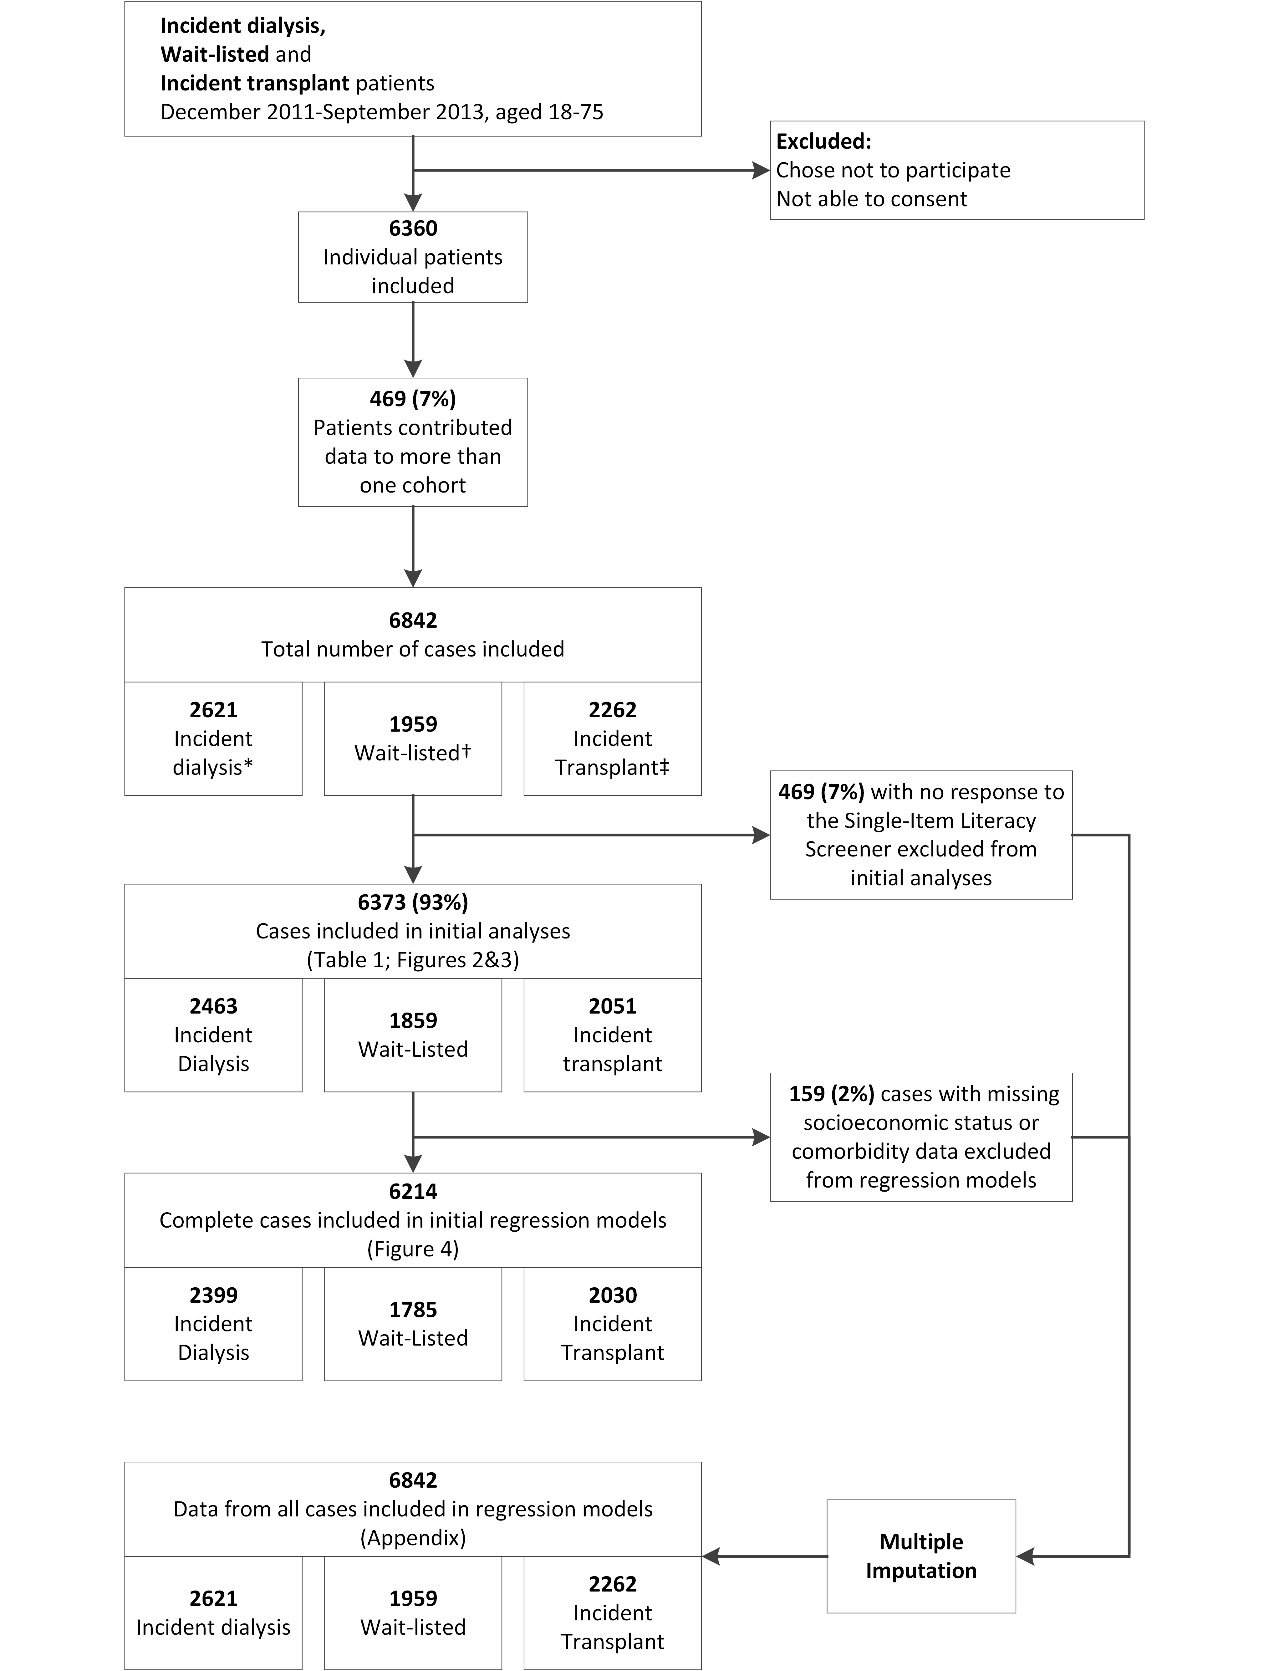 Incident dialysis,
Wait-listed and
Incident transplant patients
December 2011-September 2013, aged 18-75
Excluded:
Chose not to participate
Not able to consent
6360
Individual patients
included
469 (7%)
Patients contributed
data to more than
one cohort
6842
Total number of cases included
2621
Incident
dialysis*
1959
Wait-listed†
2262
Incident
Transplant‡
469 (7%) with no response to
the Single-Item Literacy
Screener excluded from
initial analyses
6373 (93%)
Cases included in initial analyses
(Table 1; Figures 2&3)
2463
Incident
Dialysis
1859
Wait-Listed
2051
Incident
transplant
159 (2%) cases with missing
socioeconomic status or
comorbidity data excluded
from regression models
6214
Complete cases included in initial regression models
(Figure 4)
2399
Incident
Dialysis
1785
Wait-Listed
2030
Incident
Transplant
6842
Data from all cases included in regression models
(Appendix)
2621
Incident dialysis
1959
Wait-listed
2262
Incident
Transplant
Multiple
Imputation